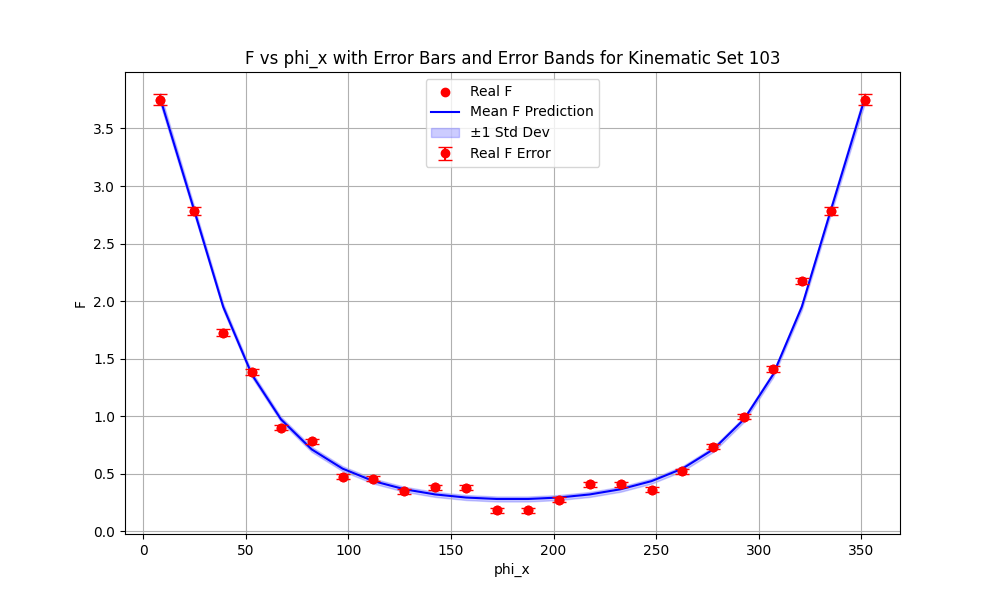 F vs phi_x with Error Bars and Error Bands for Kinematic Set 103
Real F
Mean F Prediction
±1 Std Dev
Real F Error
3.5
3.0
2.5
2.0
1.5
1.0
0.5
0.0
F
0 50 100 150 200 250 300 350
phi_x